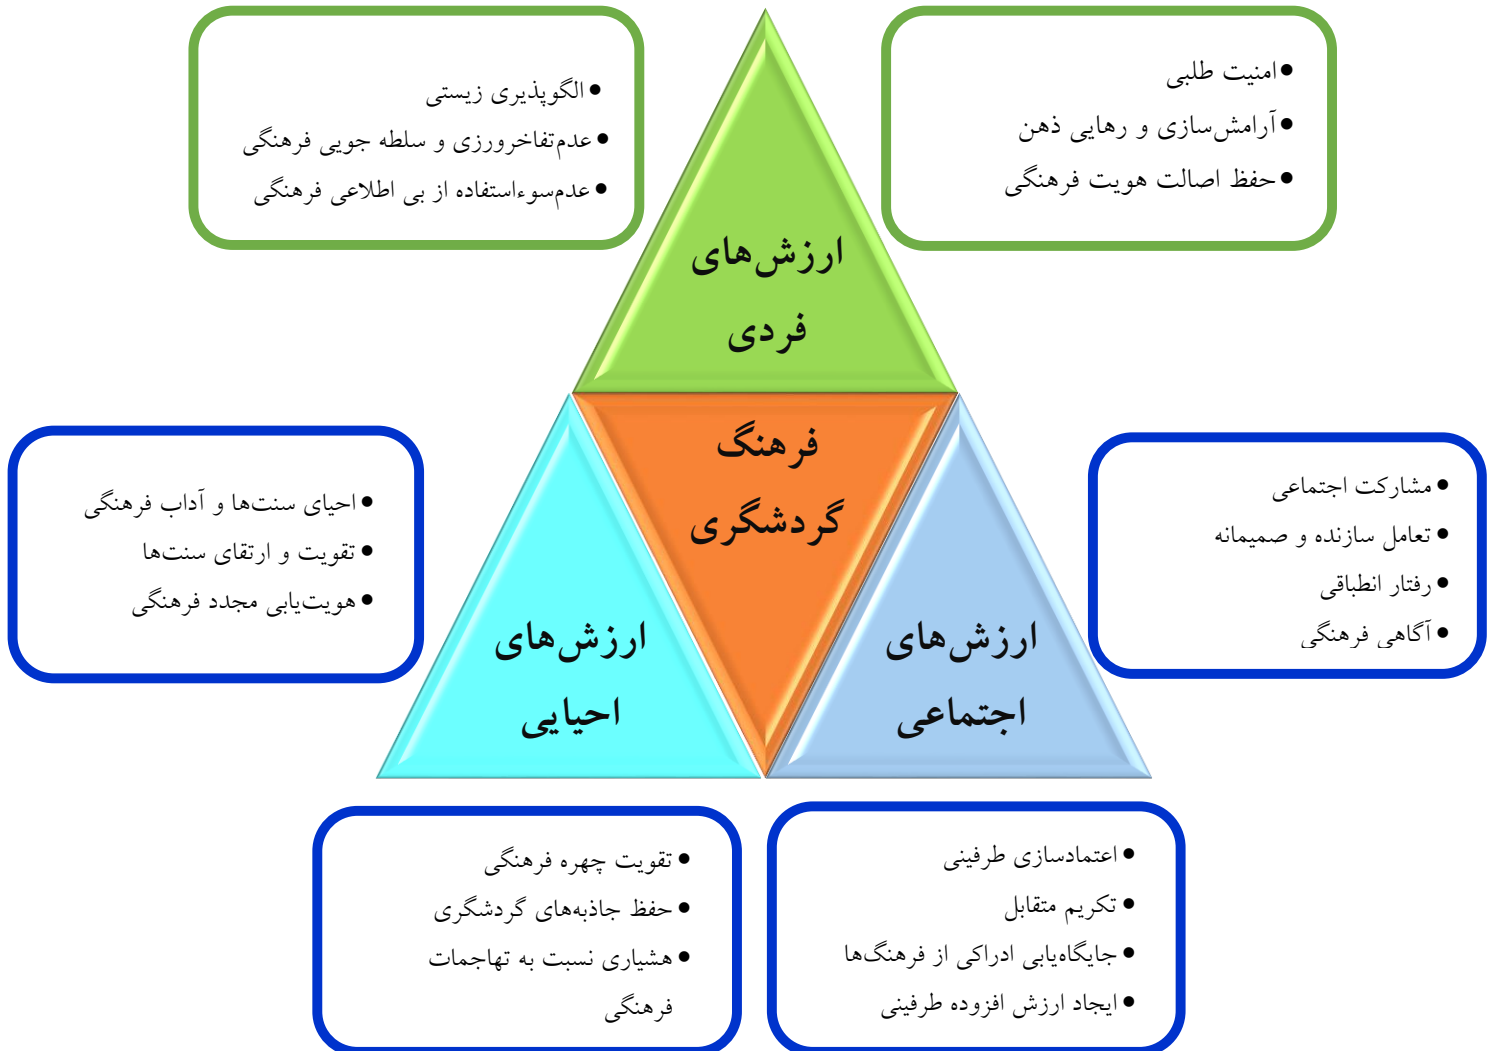 •امنیت طلبی
•آرامش‌سازی و رهایی ذهن
•حفظ اصالت هویت فرهنگی
•الگوپذیری زیستی
•عدم‌تفاخرورزی و سلطه جویی فرهنگی
•عدم‌سوءاستفاده از بی اطلاعی فرهنگی
ارزش‌های
فردی
فرهنگ
گردشگری
•مشارکت اجتماعی
•تعامل سازنده و صمیمانه
•رفتار انطباقی
•آگاهی فرهنگی
ارزش‌های
اجتماعی
ارزش‌های
احیایی
•احیای سنت‌ها و آداب فرهنگی
•تقویت و ارتقای سنت‌ها
•هویت‌یابی مجدد فرهنگی
•اعتمادسازی طرفینی
•تکریم متقابل
•جایگاه‌یابی ادراکی از فرهنگ‌ها
•ایجاد ارزش افزوده طرفینی
•تقویت چهره فرهنگی
•حفظ جاذبه‌های گردشگری
•هشیاری نسبت به تهاجمات
فرهنگی